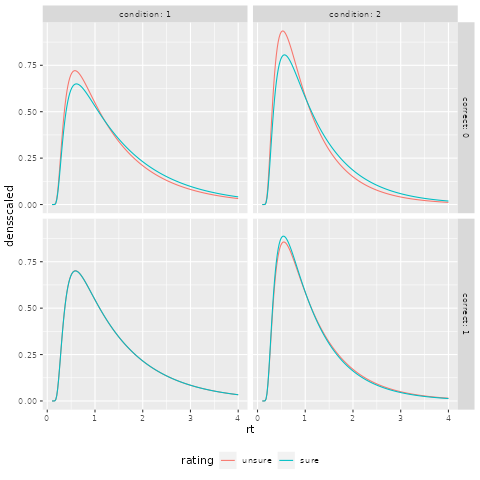 condition: 1
condition: 2
0.75
0.50
0.25
0.00
correct: 0
densscaled
0.75
0.50
0.25
0.00
correct: 1
0 1 2 3 4
0 1 2 3 4
rt
rating unsure sure